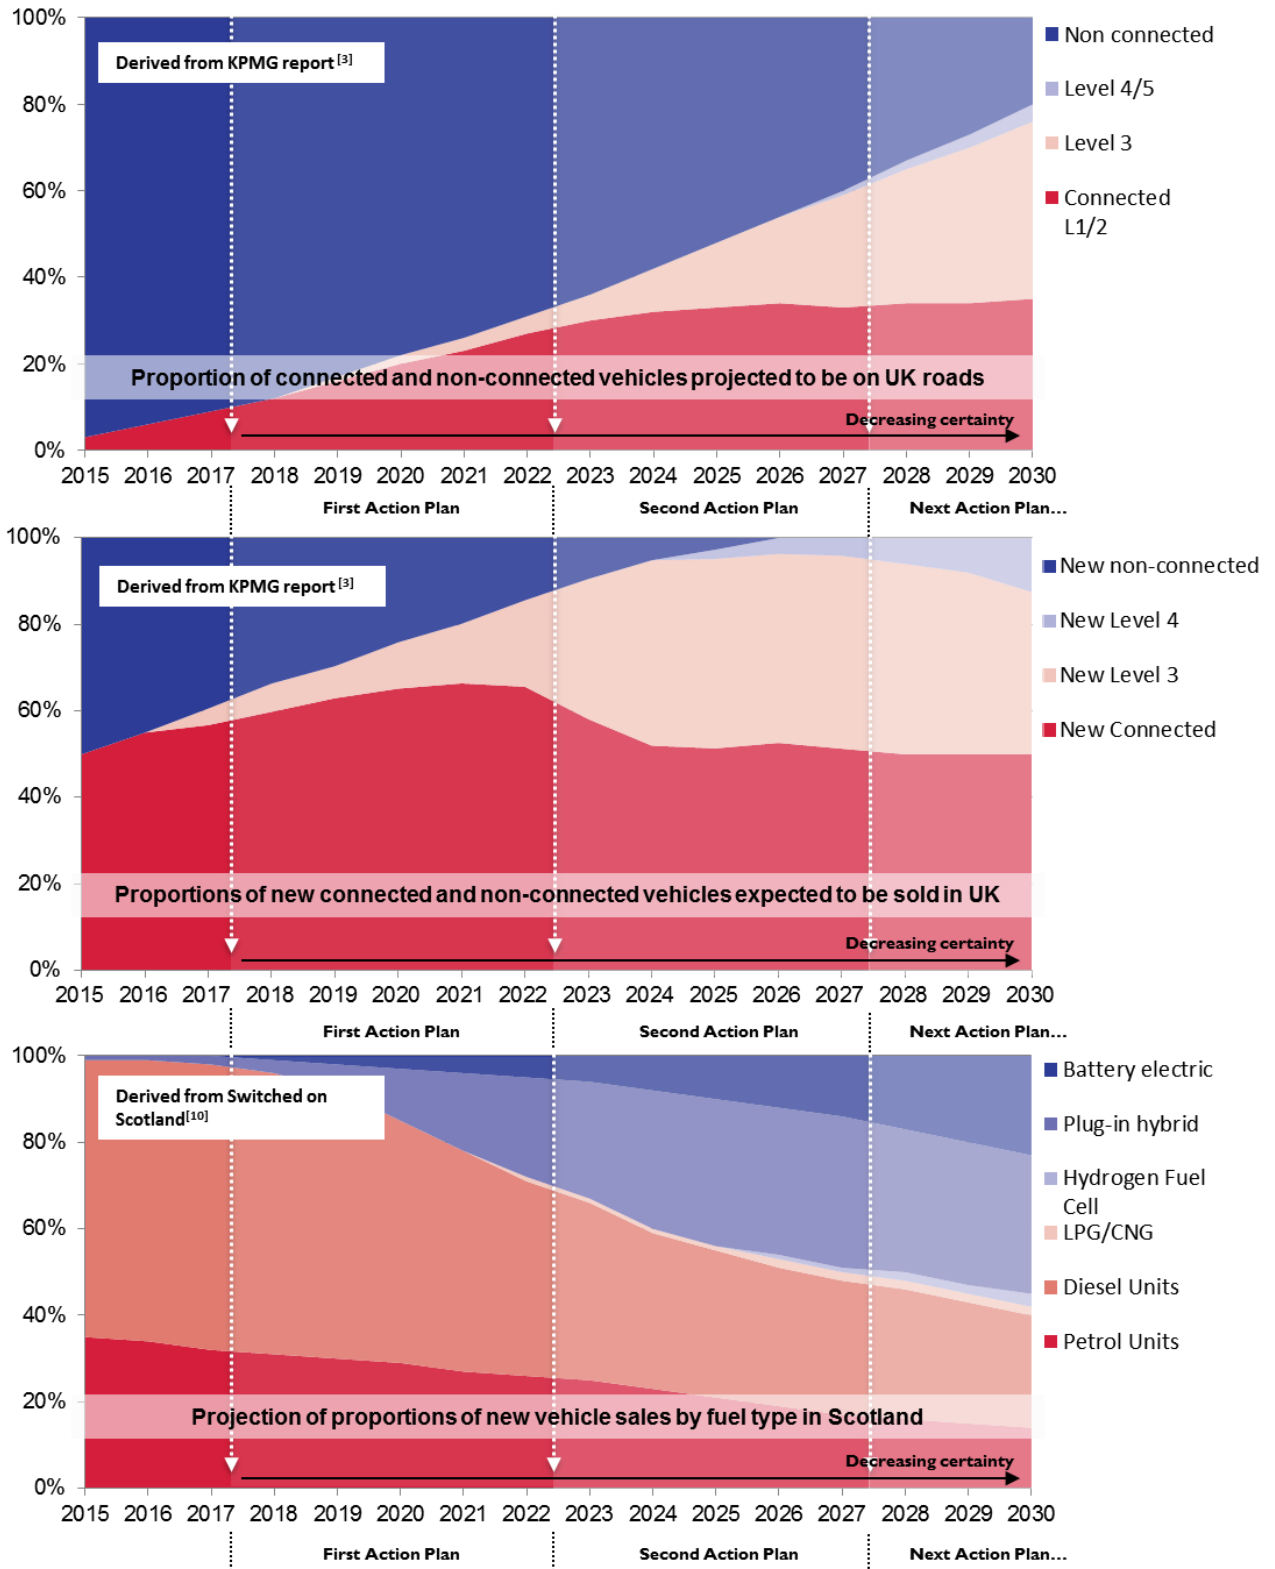 100%
80%
60%
40%
20%
0%
Derived from KPMG report [3]
Non connected
Level 4/5
Level 3
Connected
L1/2
Proportion of connected and non-connected vehicles projected to be on UK roads
Decreasing certainty
2015 2016 2017 2018 2019 2020 2021 2022 2023 2024 2025 2026 2027 2028 2029 2030
First Action Plan Second Action Plan Next Action Plan...
100%
80%
60%
40%
20%
0%
Derived from KPMG report [3]
New non-connected
New Level 4
New Level 3
New Connected
Proportions of new connected and non-connected vehicles expected to be sold in UK
Decreasing certainty
2015 2016 2017 2018 2019 2020 2021 2022 2023 2024 2025 2026 2027 2028 2029 2030
First Action Plan Second Action Plan Next Action Plan...
100%
80%
60%
40%
20%
0%
Derived from Switched on
Scotland[10]
Battery electric
Plug-in hybrid
Hydrogen Fuel
Cell
LPG/CNG
Diesel Units
Petrol Units
Projection of proportions of new vehicle sales by fuel type in Scotland
Decreasing certainty
2015 2016 2017 2018 2019 2020 2021 2022 2023 2024 2025 2026 2027 2028 2029 2030
First Action Plan Second Action Plan Next Action Plan...